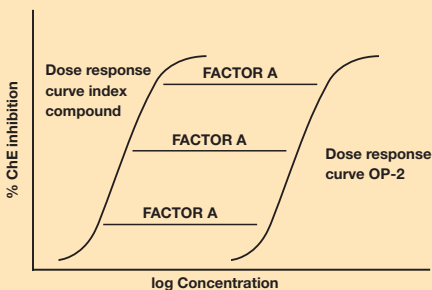 % ChE inhibition
Dose response
curve index
compound
FACTOR A
FACTOR A
FACTOR A
Dose response
curve OP-2
log Concentration